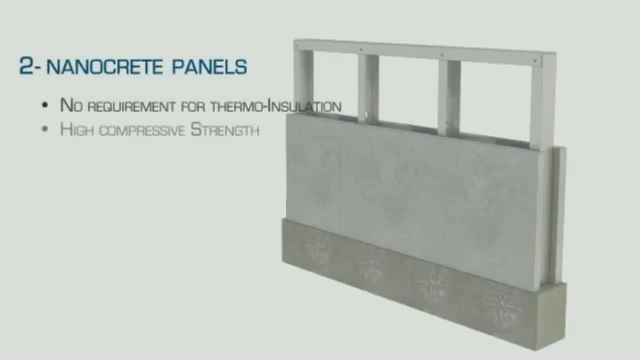 2- NANOCRETE PANELS
• No requirement for thermo-Insulation
• High compressive Strength